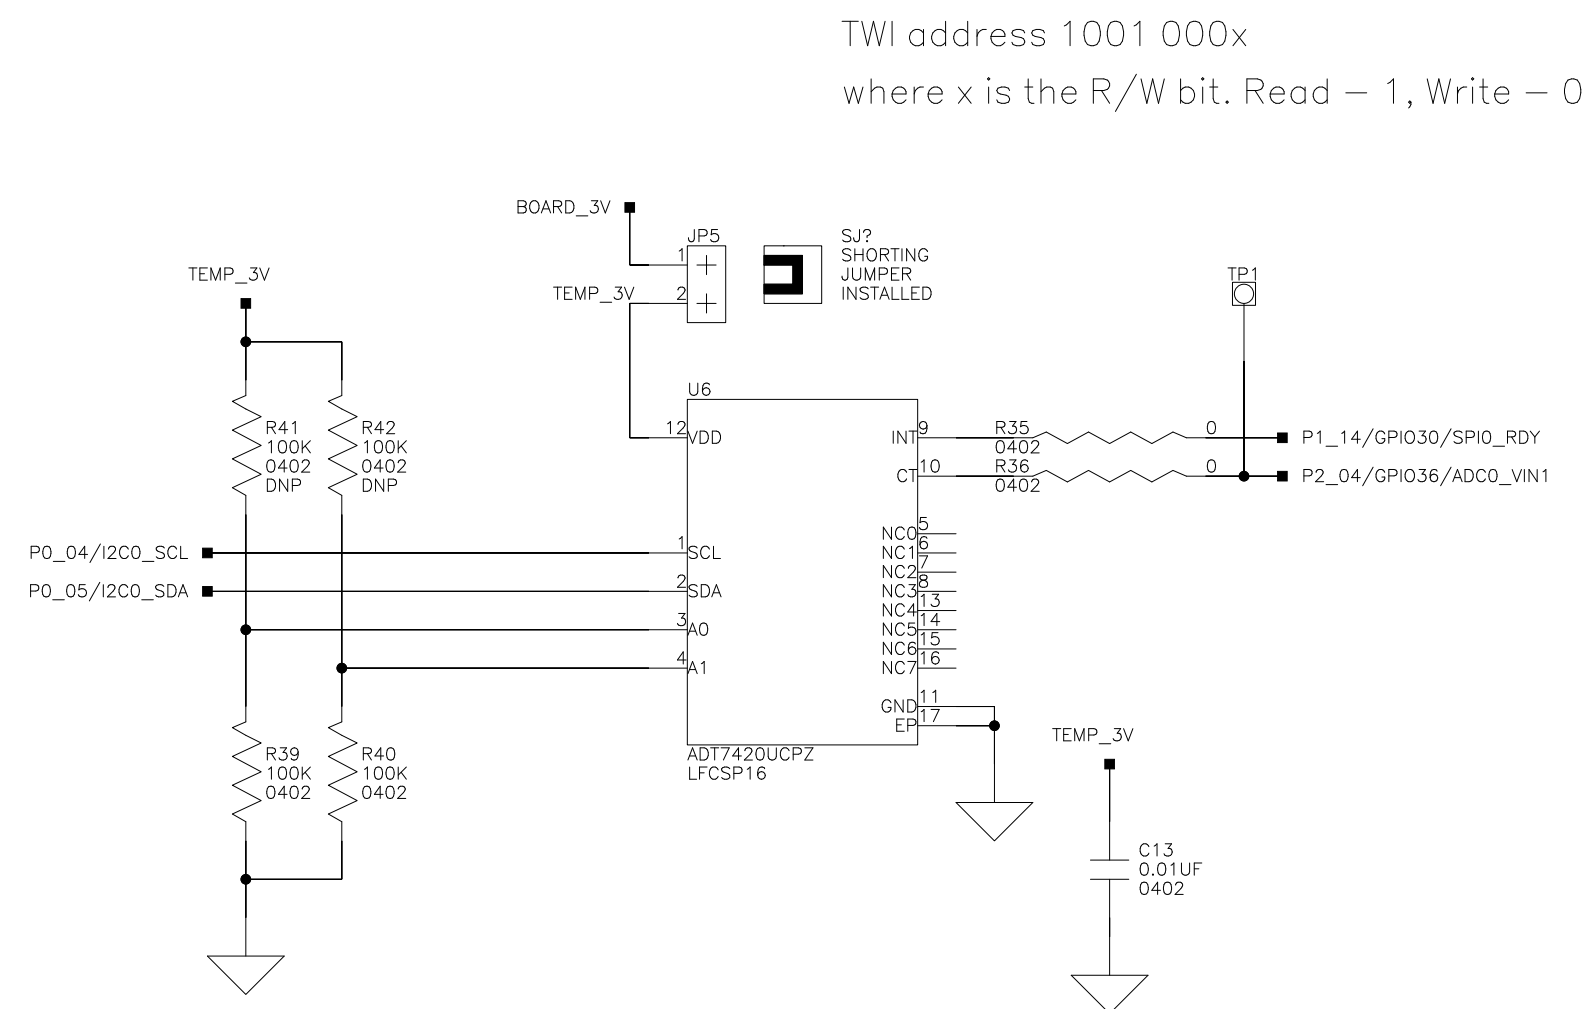 TWI address 1001 000x
where x is the R/W bit. Read – 1, Write – 0
BOARD_3V
JP5
1
2
TEMP_3V
SJ?
SHORTING
JUMPER
INSTALLED
TEMP_3V
TP1
R41
100K
0402
DNP
R42
100K
0402
DNP
U6
12
VDD
INT
9
R35
0402
0
P1_14/GPIO30/SPI0_RDY
CT
10
R36
0402
0
P2_04/GPIO36/ADC0_VIN1
P0_04/I2C0_SCL
1
SCL
P0_05/I2C0_SDA
2
SDA
3
A0
4
A1
NC0
5
NC1
6
NC2
7
NC3
8
NC4
13
NC5
14
NC6
15
NC7
16
GND
11
EP
17
ADT7420UCPZ
LFCSP16
R39
100K
0402
R40
100K
0402
TEMP_3V
C13
0.01UF
0402